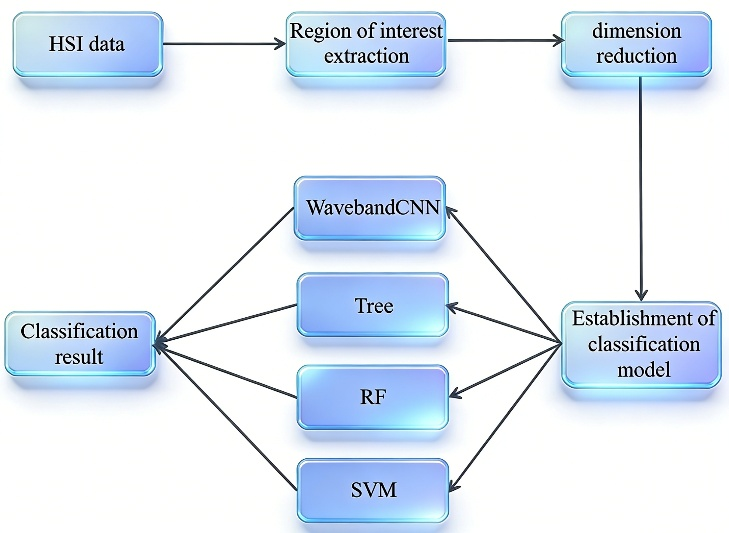 HSI data
Region of interest
extraction
dimension
reduction
WavebandCNN
Tree
RF
SVM
Establishment of
classification
model
Classification
result